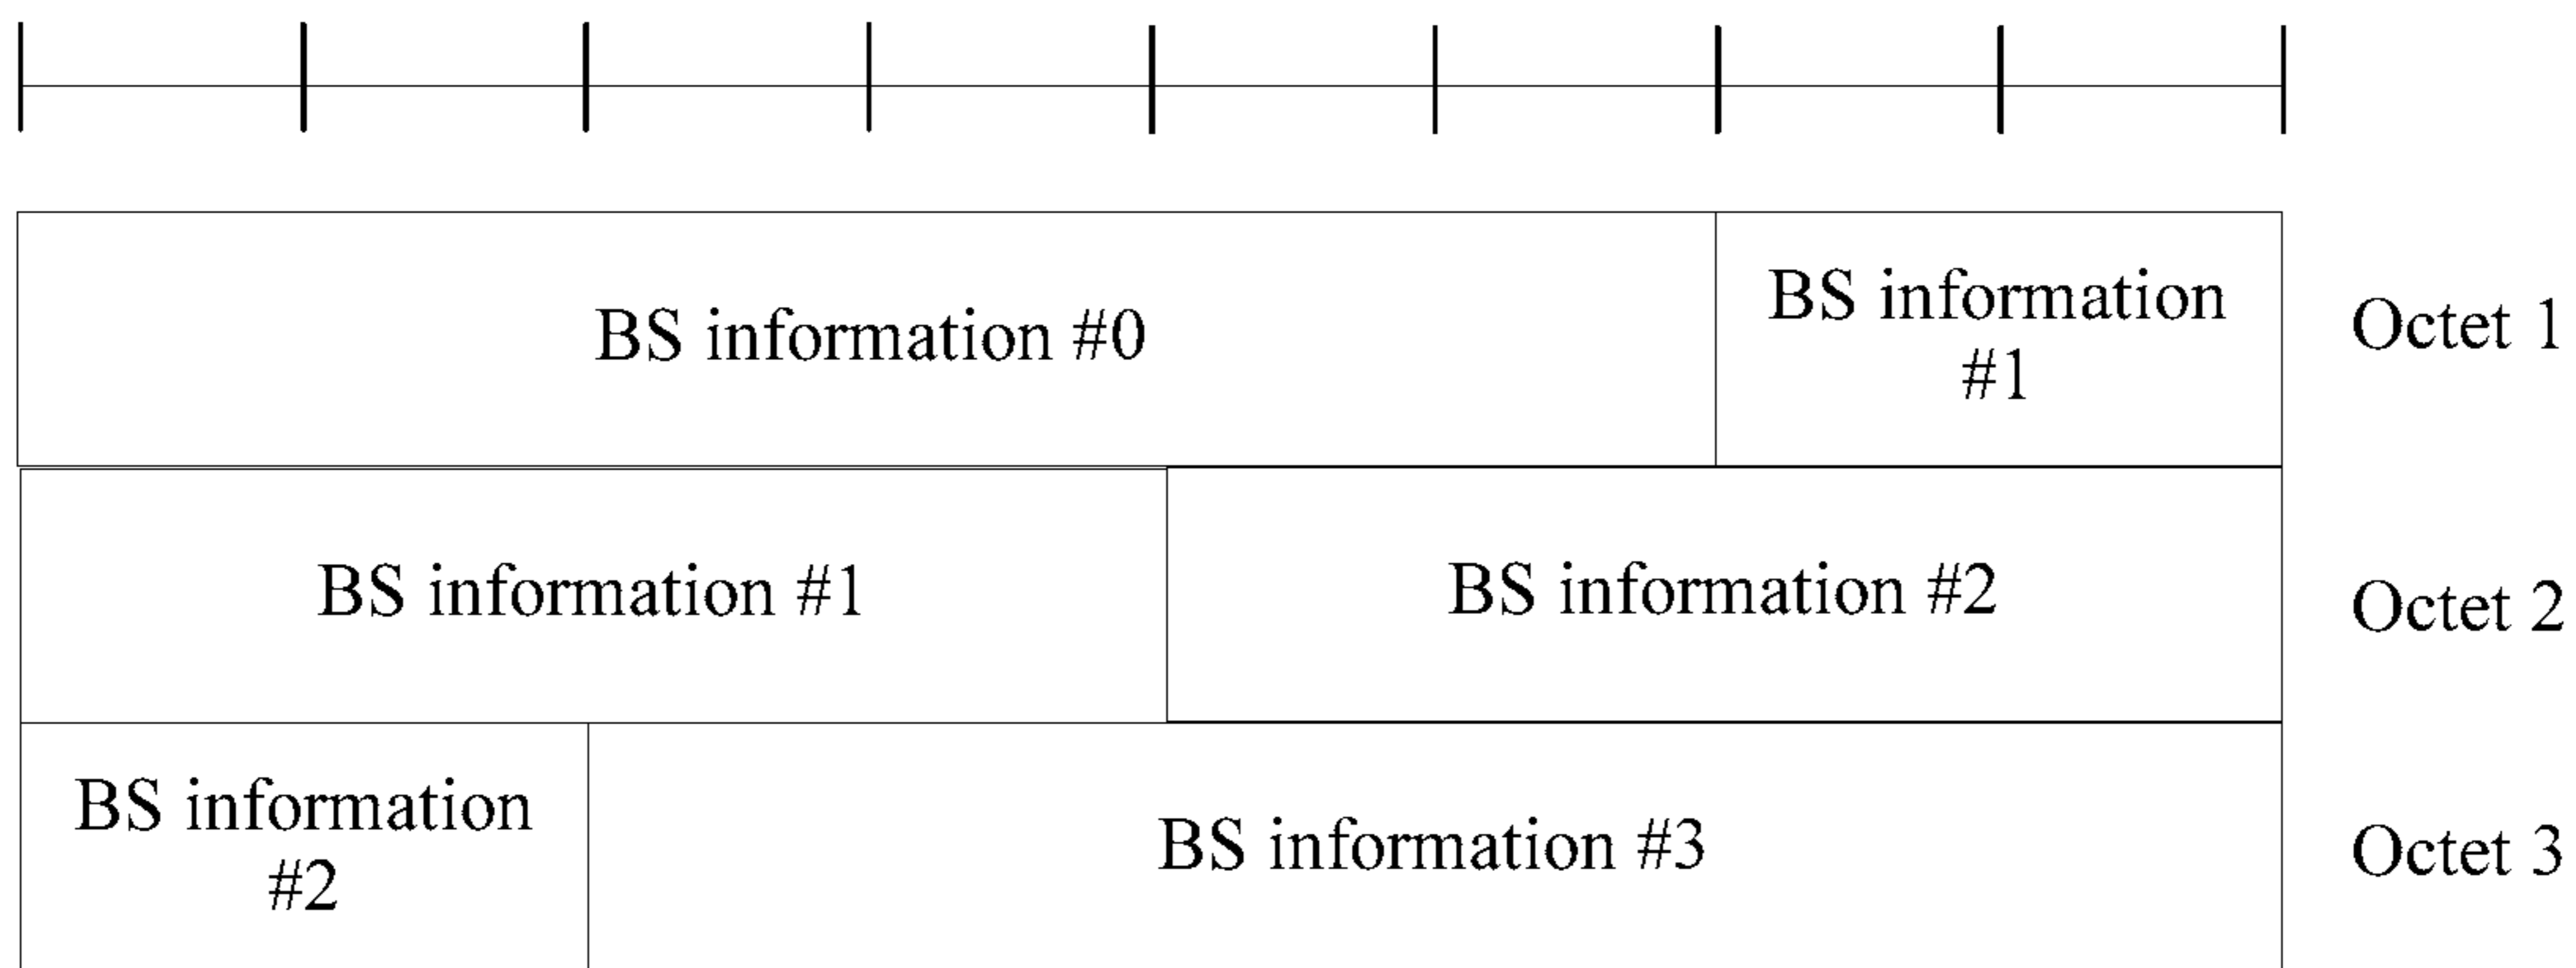 BS information #0
BS information
#1
Octet 1
BS information #1
BS information #2
Octet 2
BS information
#2
BS information #3
Octet 3